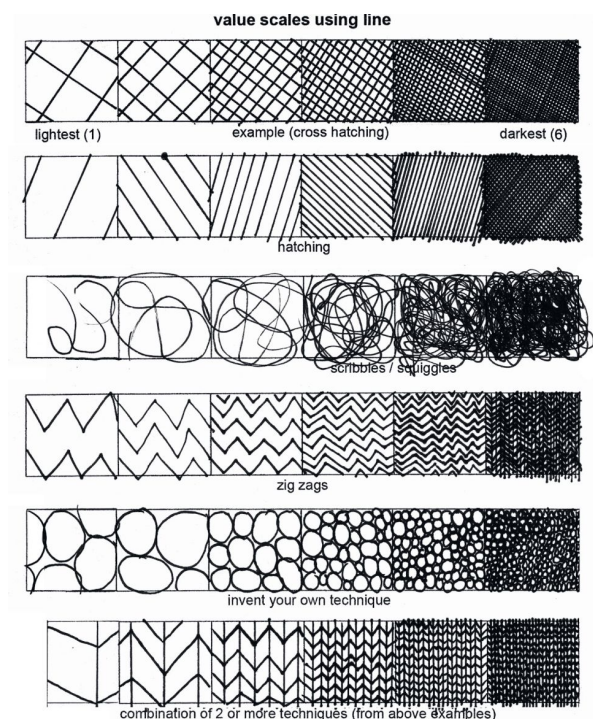 value scales using line
lightest (1) example (cross hatching) darkest (6)
hatching
scribbles / squiggles
zig zags
invent your own technique
combination of 2 or more techniques (from above examples)